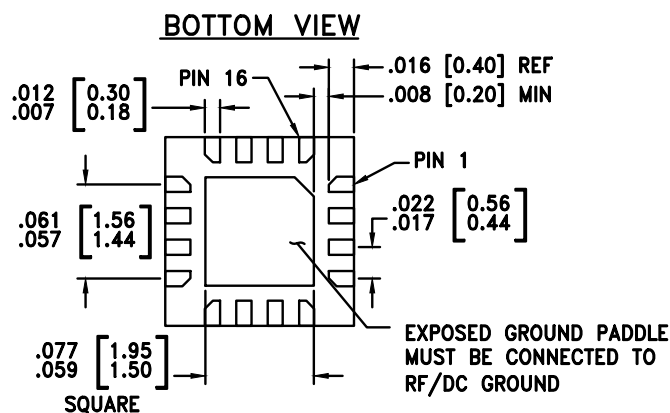 BOTTOM VIEW
.016 [0.40] REF
.008 [0.20] MIN
PIN 16
.012 [0.30
.007 0.18]
PIN 1
.022 [0.56
.017 0.44]
.061 [1.56
.057 1.44]
EXPOSED GROUND PADDLE
MUST BE CONNECTED TO
RF/DC GROUND
.077 [1.95
.059 1.50]
SQUARE